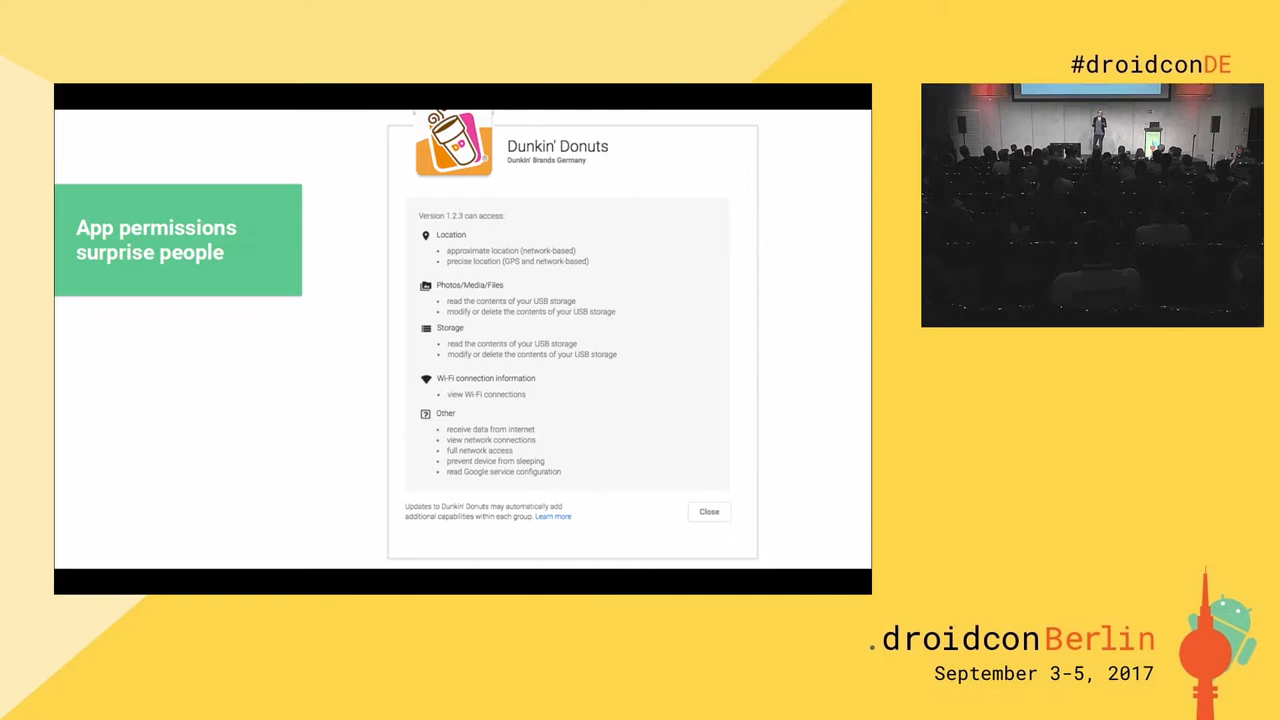 #droidconDE
App permissions
surprise people
DD
Dunkin' Donuts
Dunkin' Brands Germany
Version 1.2.3 can access:
Location
approximate location (network-based)
precise location (GPS and network-based)
Photos/Media/Files
read the contents of your USB storage
modify or delete the contents of your USB storage
Storage
read the contents of your USB storage
modify or delete the contents of your USB storage
Wi-Fi connection information
view Wi-Fi connections
Other
receive data from internet
view network connections
full network access
prevent device from sleeping
read Google service configuration
Updates to Dunkin' Donuts may automatically add
additional capabilities within each group. Learn more
Close
.droidconBerlin
September 3-5, 2017